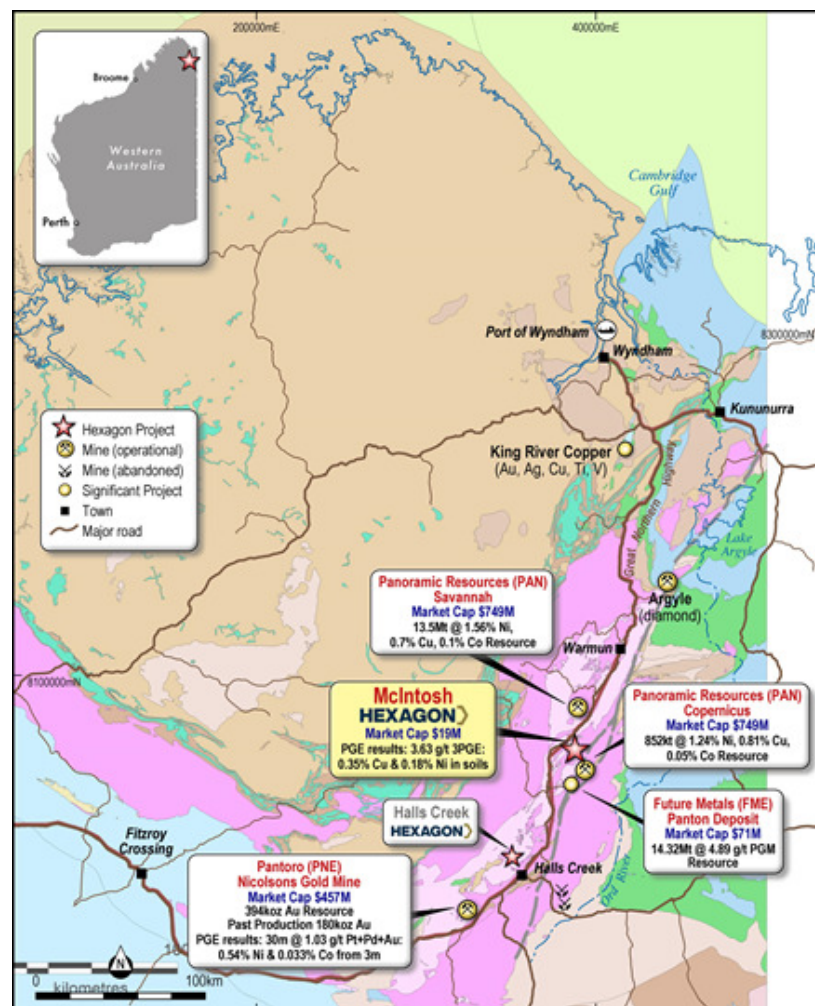 200000mE
400000mE
Broome
Western
Australia
Perth
Cambridge
Gulf
Port of Wyndham
8300000mN
Wyndham
Kununurra
Hexagon Project
Mine (operational)
Mine (abandoned)
Significant Project
Town
Major road
King River Copper
(Au, Ag, Cu, Ti, V)
Great Northern Highway
Lake
Argyle
Argyle
(diamond)
Panoramic Resources (PAN)
Savannah
Market Cap $749M
13.5Mt @ 1.56% Ni,
0.7% Cu, 0.1% Co Resource
Warmun
8100000mN
McIntosh
HEXAGON
Market Cap $19M
PGE results: 3.63 g/t 3PGE:
0.35% Cu & 0.18% Ni in soils
Panoramic Resources (PAN)
Copernicus
Market Cap $749M
852kt @ 1.24% Ni, 0.81% Cu,
0.05% Co Resource
Halls Creek
HEXAGON
Future Metals (FME)
Panton Deposit
Market Cap $71M
14.32Mt @ 4.89 g/t PGM
Resource
Fitzroy
Crossing
Halls Creek
Ord River
Pantoro (PNE)
Nicolsons Gold Mine
Market Cap $457M
394koz Au Resource
Past Production 180koz Au
PGE results: 30m @ 1.03 g/t Pt+Pd+Au:
0.54% Ni & 0.033% Co from 3m
N
0
100km
kilometres